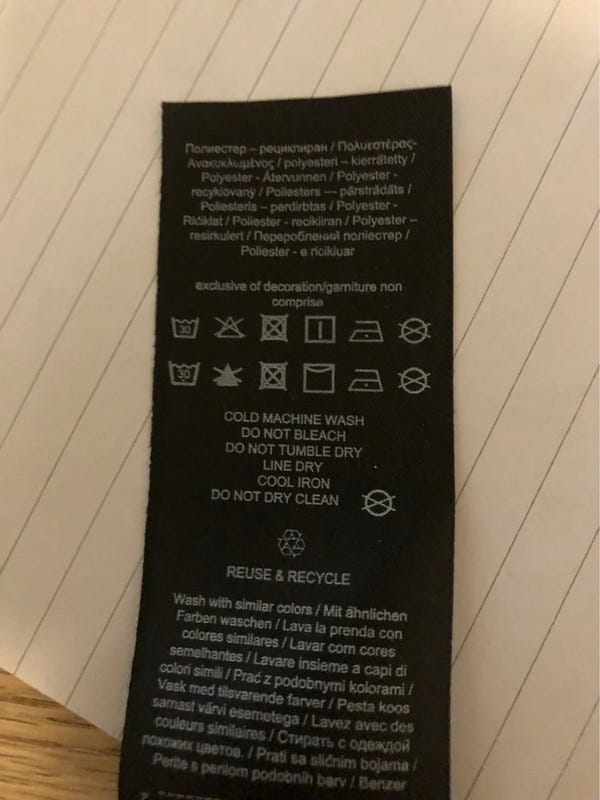 Полиестер – рециклиран / Πολυεστέρας-
Ανακυκλωμένος / polyesteri – kierrätetty /
Polyester - Återvunnen / Polyester -
recyklovaný / Poliesters — pārstrādāts /
Poliesteris – perdirbtas / Polyester -
Riciklat / Poliester - recikliran / Polyester –
resirkulert / Перероблений поліестер /
Poliester - e ricikluar
exclusive of decoration/garniture non
comprise
30
30
COLD MACHINE WASH
DO NOT BLEACH
DO NOT TUMBLE DRY
LINE DRY
COOL IRON
DO NOT DRY CLEAN
REUSE & RECYCLE
Wash with similar colors / Mit ähnlichen
Farben waschen / Lava la prenda con
colores similares / Lavar com cores
semelhantes / Lavare insieme a capi di
colori simili / Prać z podobnymi kolorami /
Vask med tilsvarende farver / Pesta koos
samast värvi esemetega / Lavez avec des
couleurs similaires / Стирать с одеждой
похожих цветов. / Prati sa sličnim bojama /
Perite s perilom podobnih barv / Benzer